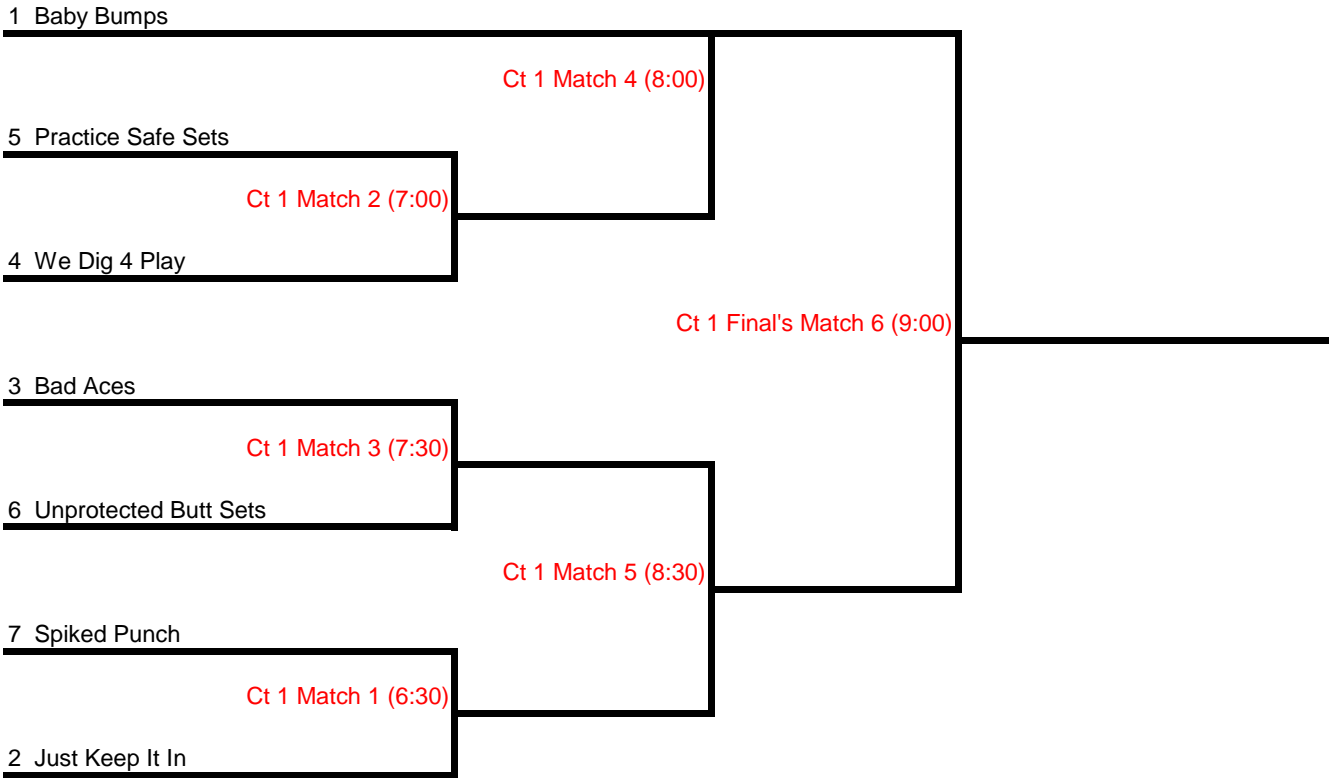 1 Baby Bumps
Ct 1 Match 4 (8:00)
5 Practice Safe Sets
Ct 1 Match 2 (7:00)
4 We Dig 4 Play
Ct 1 Final's Match 6 (9:00)
3 Bad Aces
Ct 1 Match 3 (7:30)
6 Unprotected Butt Sets
Ct 1 Match 5 (8:30)
7 Spiked Punch
Ct 1 Match 1 (6:30)
2 Just Keep It In